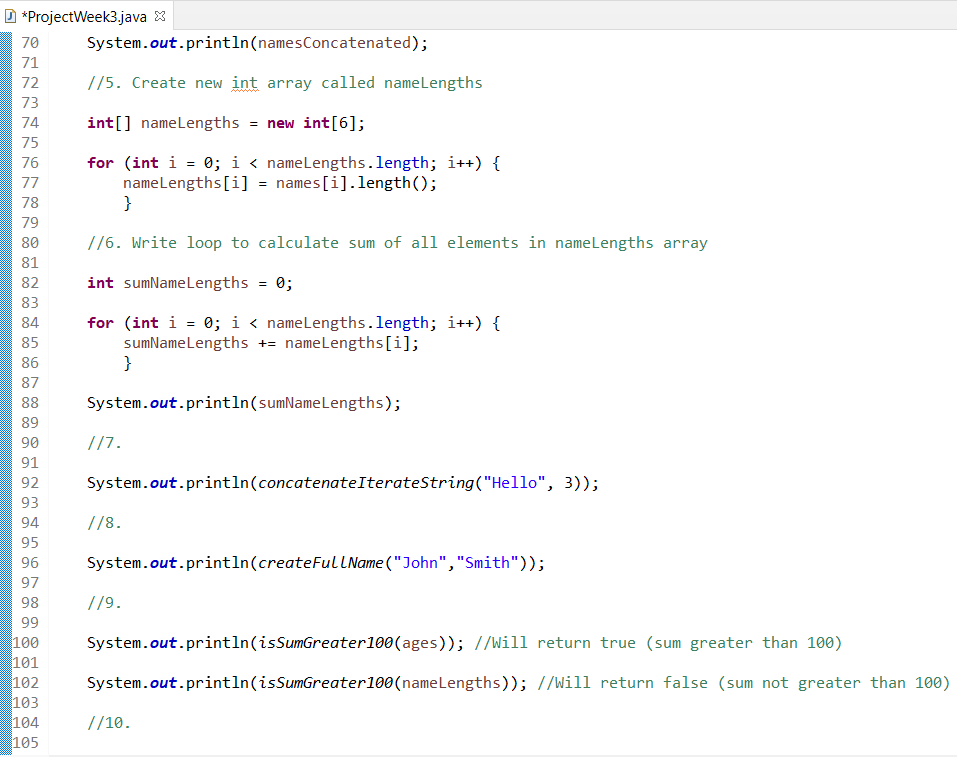 *ProjectWeek3.java
70 System.out.println(namesConcatenated);
71
72 //5. Create new int array called nameLengths
73
74 int[] nameLengths = new int[6];
75
76 for (int i = 0; i < nameLengths.length; i++) {
77 nameLengths[i] = names[i].length();
78 }
79
80 //6. Write loop to calculate sum of all elements in nameLengths array
81
82 int sumNameLengths = 0;
83
84 for (int i = 0; i < nameLengths.length; i++) {
85 sumNameLengths += nameLengths[i];
86 }
87
88 System.out.println(sumNameLengths);
89
90 //7.
91
92 System.out.println(concatenateIterateString("Hello", 3));
93
94 //8.
95
96 System.out.println(createFullName("John","Smith"));
97
98 //9.
99
100 System.out.println(isSumGreater100(ages)); //Will return true (sum greater than 100)
101
102 System.out.println(isSumGreater100(nameLengths)); //Will return false (sum not greater than 100)
103
104 //10.
105